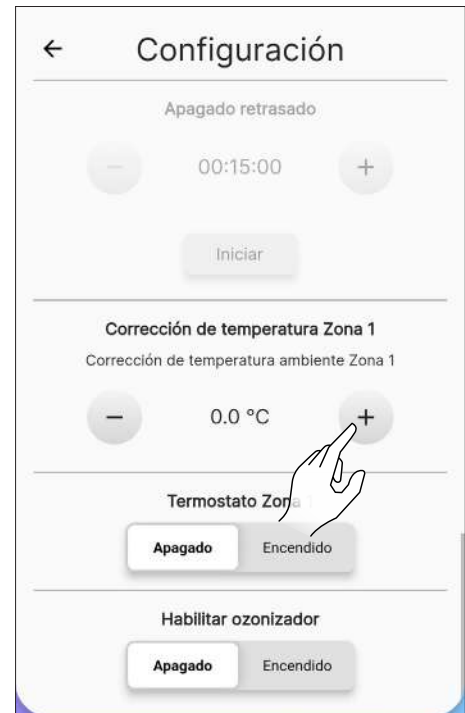 ← Configuración
Apagado retrasado
− 00:15:00 +
Iniciar
Corrección de temperatura Zona 1
Corrección de temperatura ambiente Zona 1
− 0.0 °C +
Termostato Zona
Apagado Encendido
Habilitar ozonizador
Apagado Encendido